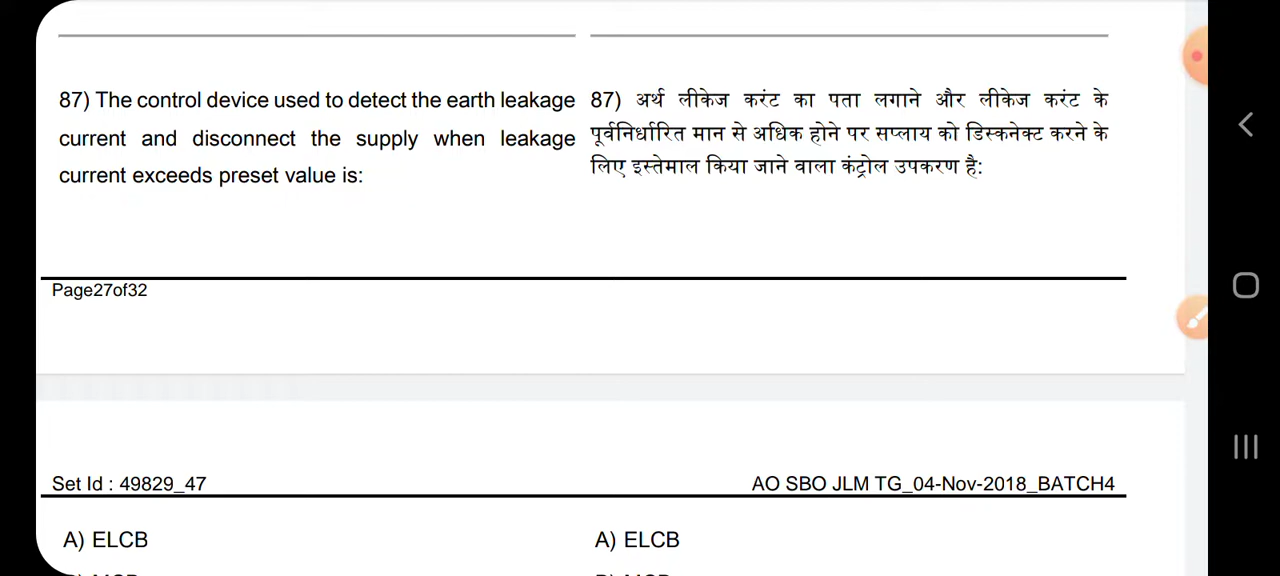 87) The control device used to detect the earth leakage
current and disconnect the supply when leakage
current exceeds preset value is:
87) अर्थ लीकेज करंट का पता लगाने और लीकेज करंट के
पूर्वनिर्धारित मान से अधिक होने पर सप्लाय को डिस्कनेक्ट करने के
लिए इस्तेमाल किया जाने वाला कंट्रोल उपकरण है:
Page27of32
Set Id : 49829_47
AO SBO JLM TG_04-Nov-2018_BATCH4
A) ELCB
A) ELCB